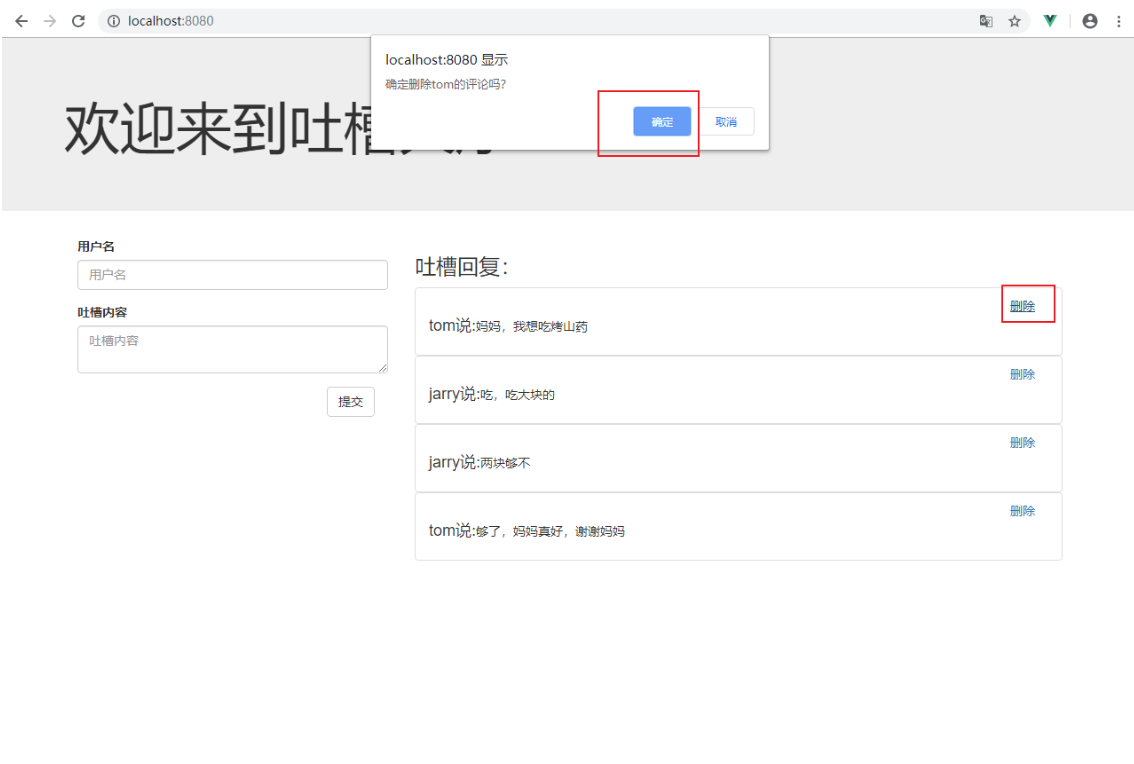 localhost:8080
localhost:8080 显示
确定删除tom的评论吗?
确定
取消
欢迎来到吐槽
用户名
用户名
吐槽内容
吐槽内容
提交
吐槽回复：
删除
tom说:妈妈，我想吃烤山药
删除
jarry说:吃，吃大块的
删除
jarry说:两块够不
删除
tom说:够了，妈妈真好，谢谢妈妈